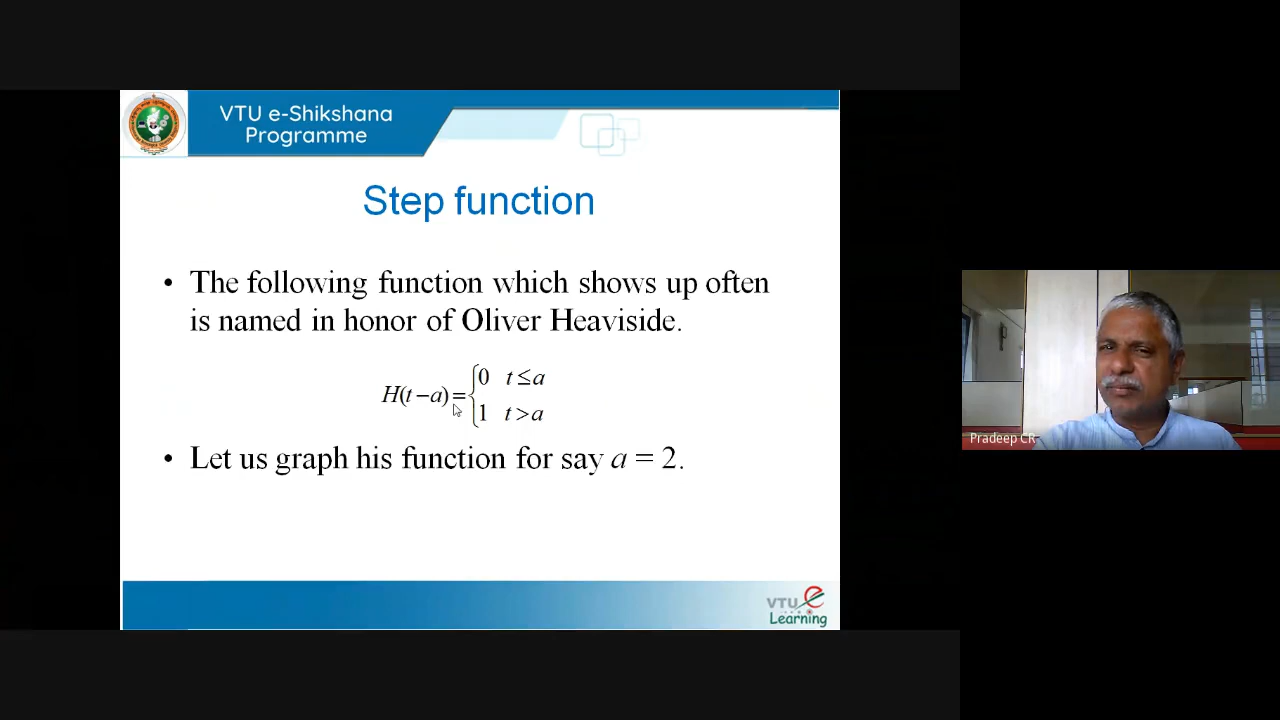 VTU e-Shikshana
Programme
Step function
• The following function which shows up often
is named in honor of Oliver Heaviside.
H(t − a) = {0 t ≤ a
1 t > a
• Let us graph his function for say a = 2.
VTU e
Learning
Pradeep CR